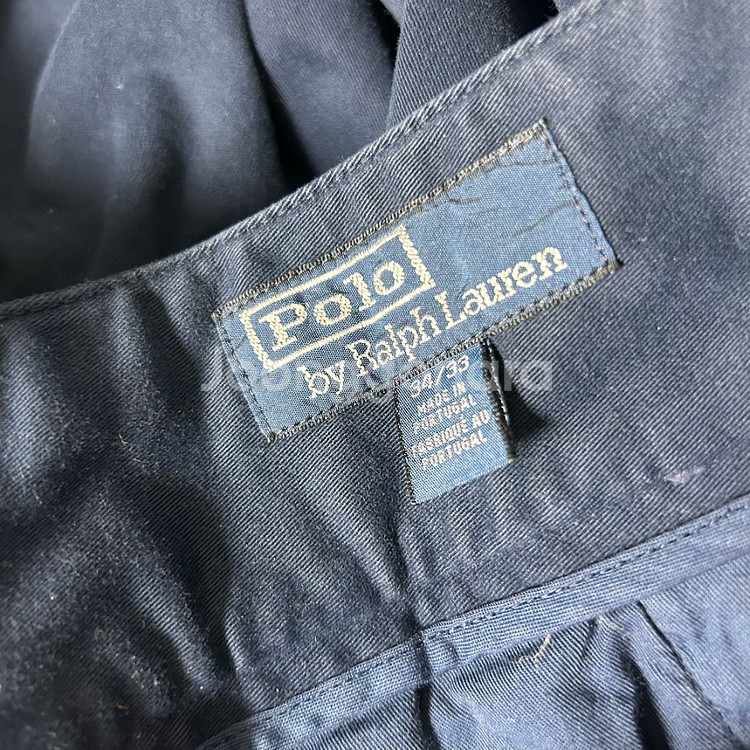 Polo
by Ralph Lauren
34/33
MADE IN
PORTUGAL
FABRIQUE AU
PORTUGAL